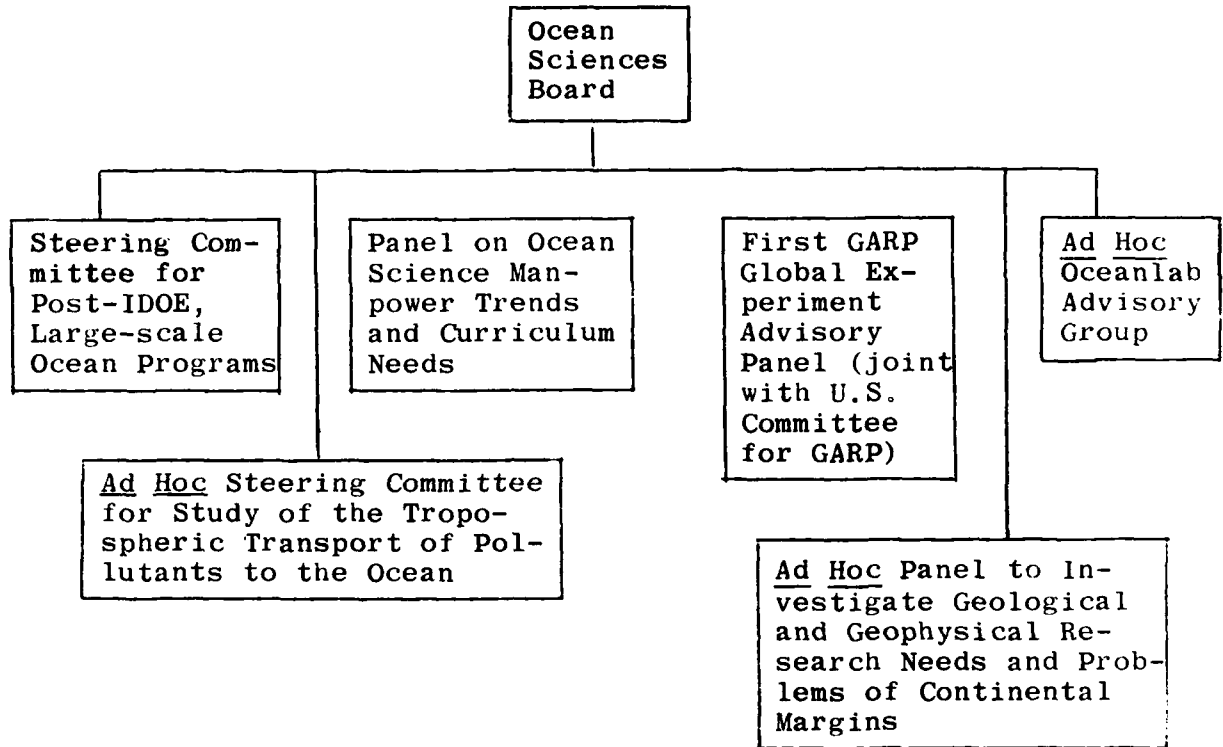 Ocean
Sciences
Board
Steering Com-
mittee for
Post-IDOE,
Large-scale
Ocean Programs
Panel on Ocean
Science Man-
power Trends
and Curriculum
Needs
First GARP
Global Ex-
periment
Advisory
Panel (joint
with U.S.
Committee
for GARP)
Ad Hoc
Oceanlab
Advisory
Group
Ad Hoc Steering Committee
for Study of the Tropo-
spheric Transport of Pol-
lutants to the Ocean
Ad Hoc Panel to In-
vestigate Geological
and Geophysical Re-
search Needs and Prob-
lems of Continental
Margins